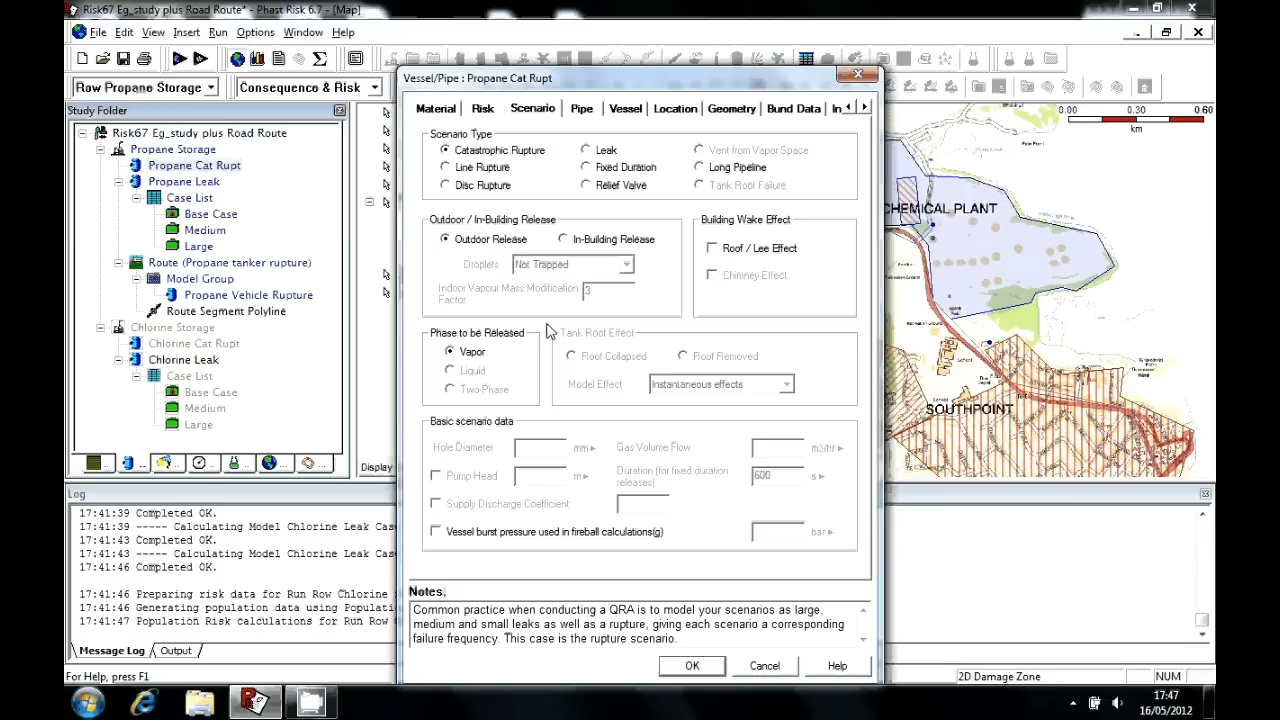 Risk67 Eg_study plus Road Route* - Phast Risk 6.7 - [Map]
File Edit View Insert Run Options Window Help
Raw Propane Storage Consequence & Risk
Study Folder
Risk67 Eg_study plus Road Route
Propane Storage
Propane Cat Rupt
Propane Leak
Case List
Base Case
Medium
Large
Route (Propane tanker rupture)
Model Group
Propane Vehicle Rupture
Route Segment Polyline
Chlorine Storage
Chlorine Cat Rupt
Chlorine Leak
Case List
Base Case
Medium
Large
Display
Vessel/Pipe : Propane Cat Rupt
Material Risk Scenario Pipe Vessel Location Geometry Bund Data In
Scenario Type
Catastrophic Rupture Leak Vent from Vapor Space
Line Rupture Fixed Duration Long Pipeline
Disc Rupture Relief Valve Tank Roof Failure
Outdoor / In-Building Release Building Wake Effect
Outdoor Release In-Building Release Roof / Lee Effect
Droplets Not Trapped Chimney Effect
Indoor Vapour Mass Modification Factor 3
Phase to be Released Tank Roof Effect
Vapor Roof Collapsed Roof Removed
Liquid Model Effect Instantaneous effects
Two-Phase
Basic scenario data
Hole Diameter mm Gas Volume Flow m3/hr
Pump Head m Duration (for fixed duration releases) 600 s
Supply Discharge Coefficient
Vessel burst pressure used in fireball calculations(g) bar
Notes.
Common practice when conducting a QRA is to model your scenarios as large,
medium and small leaks as well as a rupture, giving each scenario a corresponding
failure frequency. This case is the rupture scenario.
OK Cancel Help
0.00 0.30 0.60
km
CHEMICAL PLANT
School
SOUTHPOINT
Log
17:41:39 Completed OK.
17:41:39 ----- Calculating Model Chlorine Leak Cas
17:41:43 Completed OK.
17:41:43 ----- Calculating Model Chlorine Leak Cas
17:41:46 Completed OK.
17:41:46 Preparing risk data for Run Row Chlorine
17:41:46 Generating population data using Populati
17:41:47 Population Risk calculations for Run Row C
Message Log Output
For Help, press F1 2D Damage Zone NUM
17:47
16/05/2012